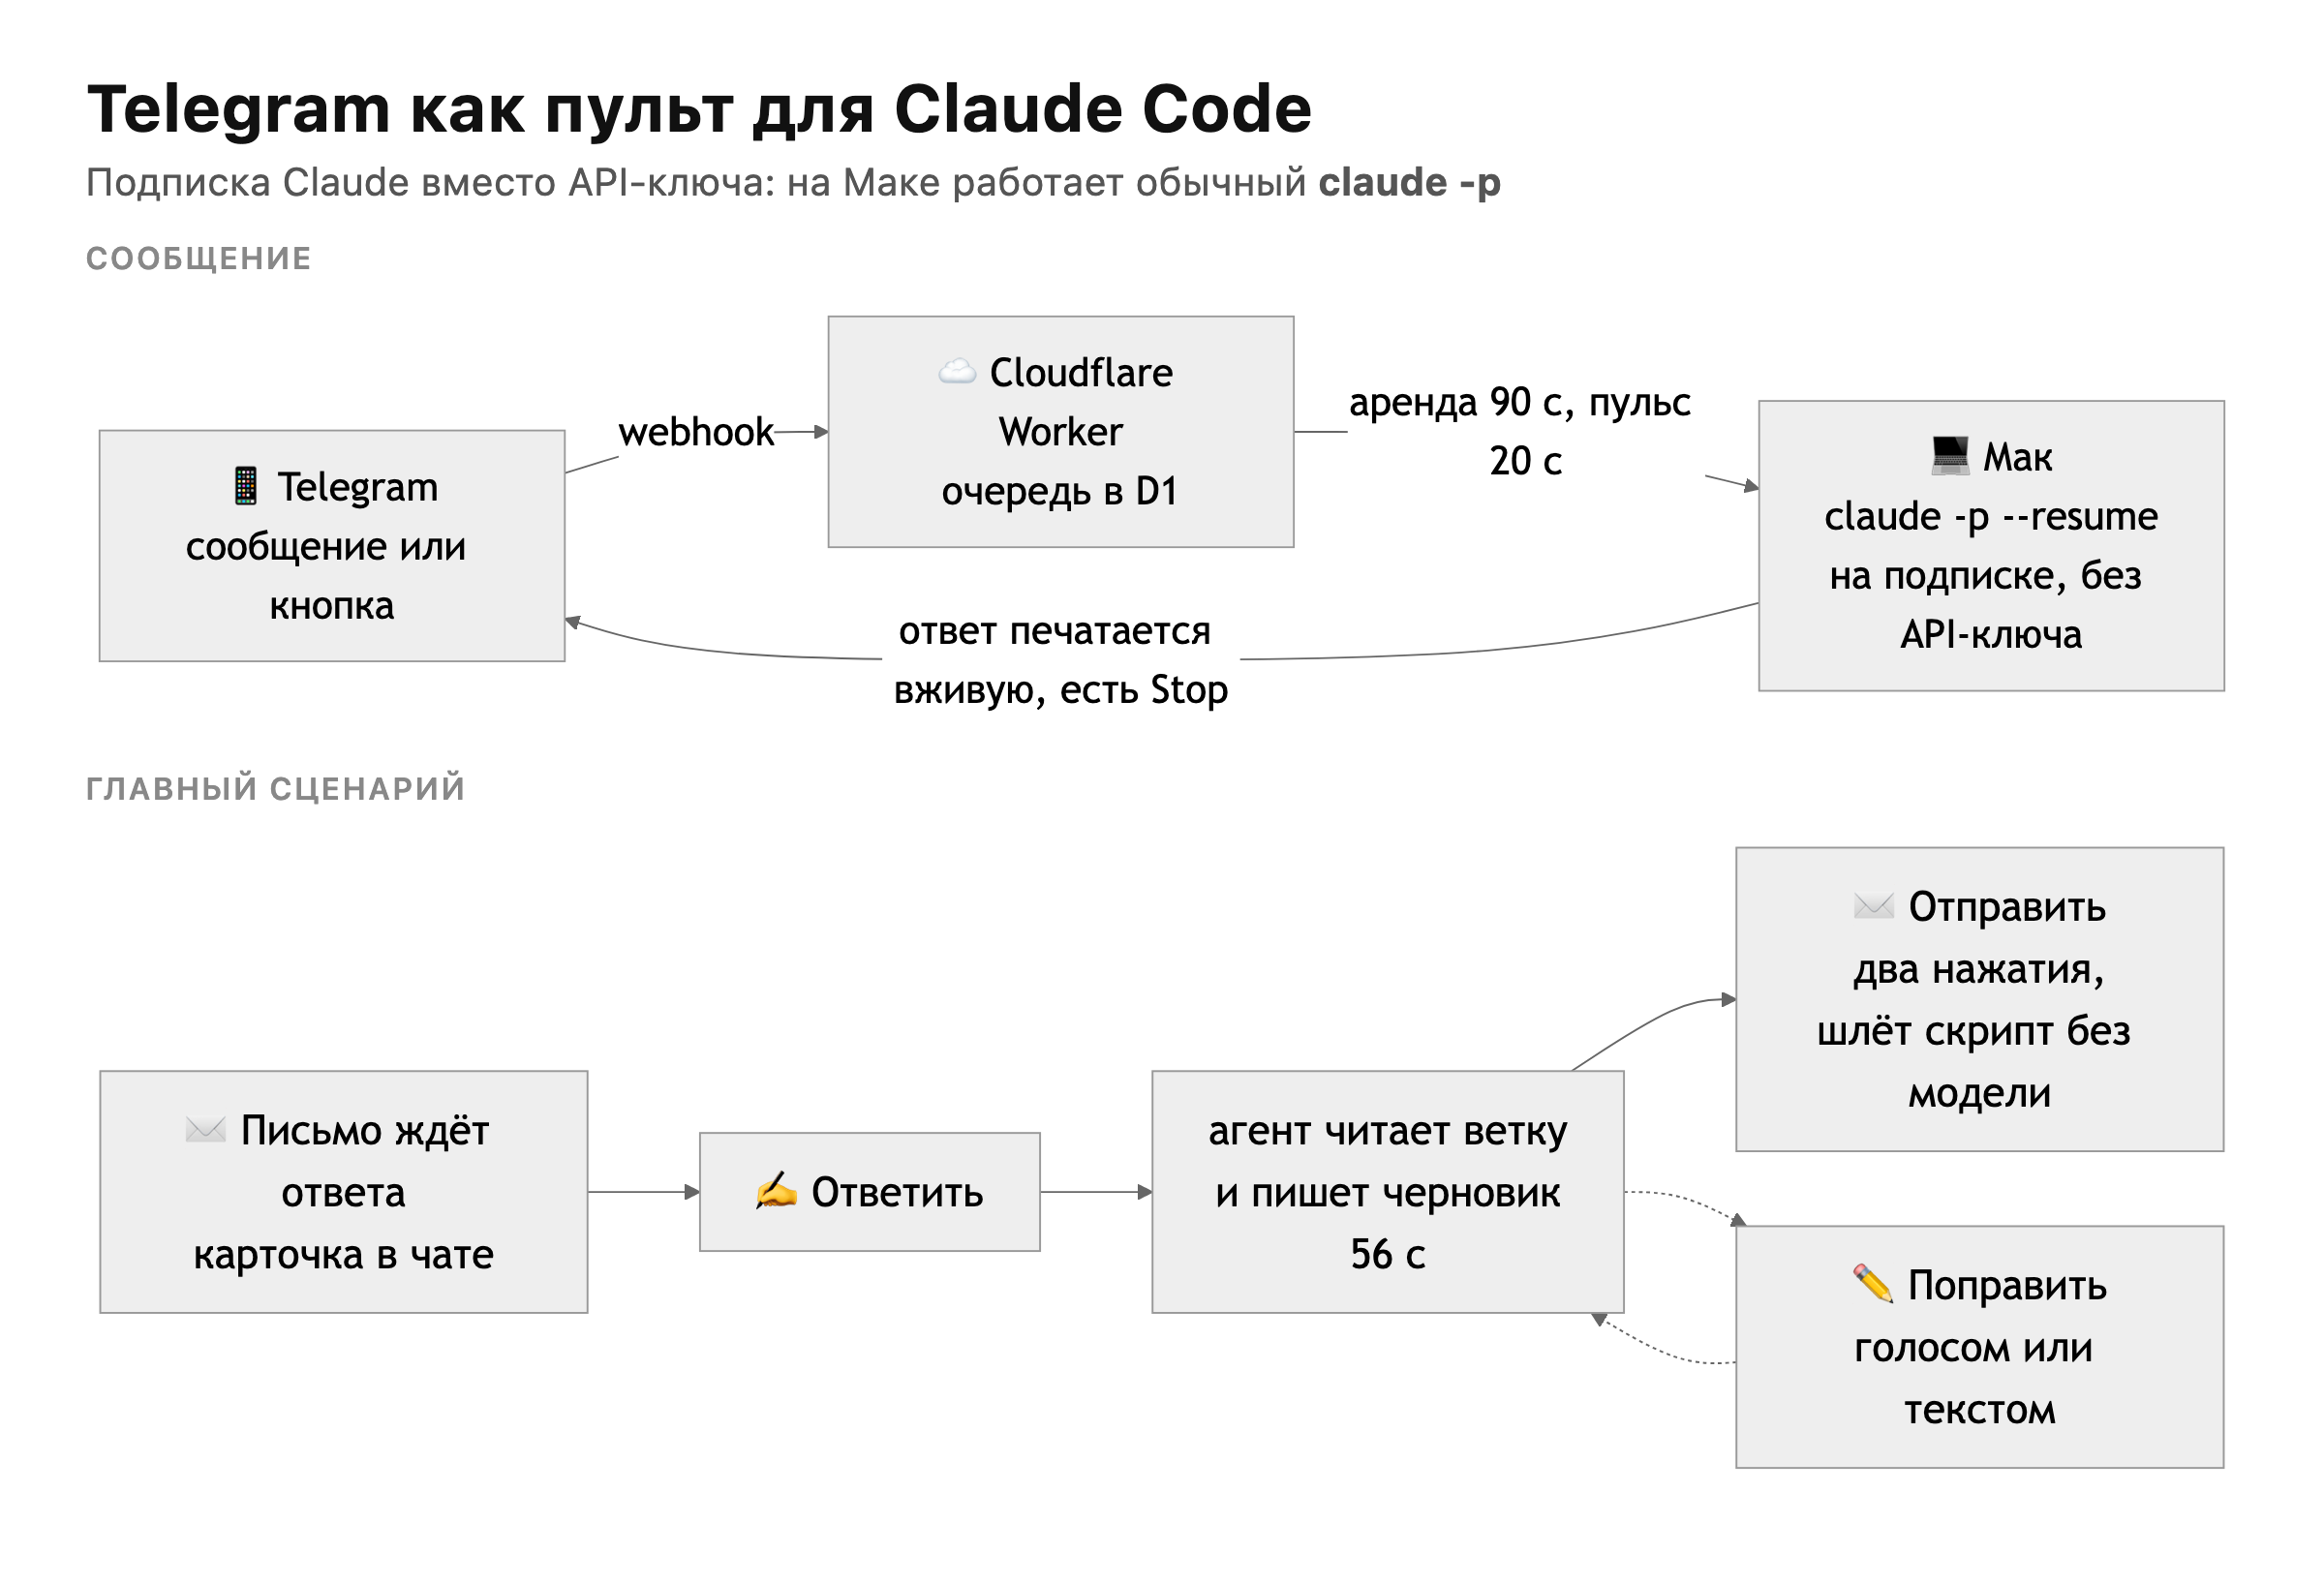 Telegram как пульт для Claude Code
Подписка Claude вместо API-ключа: на Маке работает обычный claude -p
СООБЩЕНИЕ
📱 Telegram
сообщение или
кнопка
webhook
☁️ Cloudflare
Worker
очередь в D1
аренда 90 с, пульс
20 с
💻 Мак
claude -p --resume
на подписке, без
API-ключа
ответ печатается
вживую, есть Stop
ГЛАВНЫЙ СЦЕНАРИЙ
✉️ Письмо ждёт
ответа
карточка в чате
✍️ Ответить
агент читает ветку
и пишет черновик
56 с
✉️ Отправить
два нажатия,
шлёт скрипт без
модели
✏️ Поправить
голосом или
текстом